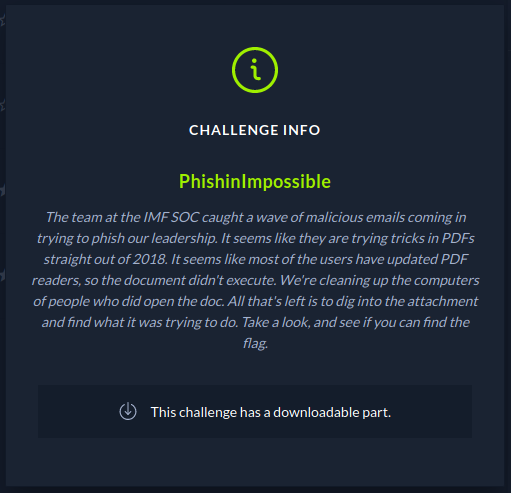 CHALLENGE INFO
PhishinImpossible
The team at the IMF SOC caught a wave of malicious emails coming in
trying to phish our leadership. It seems like they are trying tricks in PDFs
straight out of 2018. It seems like most of the users have updated PDF
readers, so the document didn't execute. We're cleaning up the computers
of people who did open the doc. All that's left is to dig into the attachment
and find what it was trying to do. Take a look, and see if you can find the
flag.
This challenge has a downloadable part.